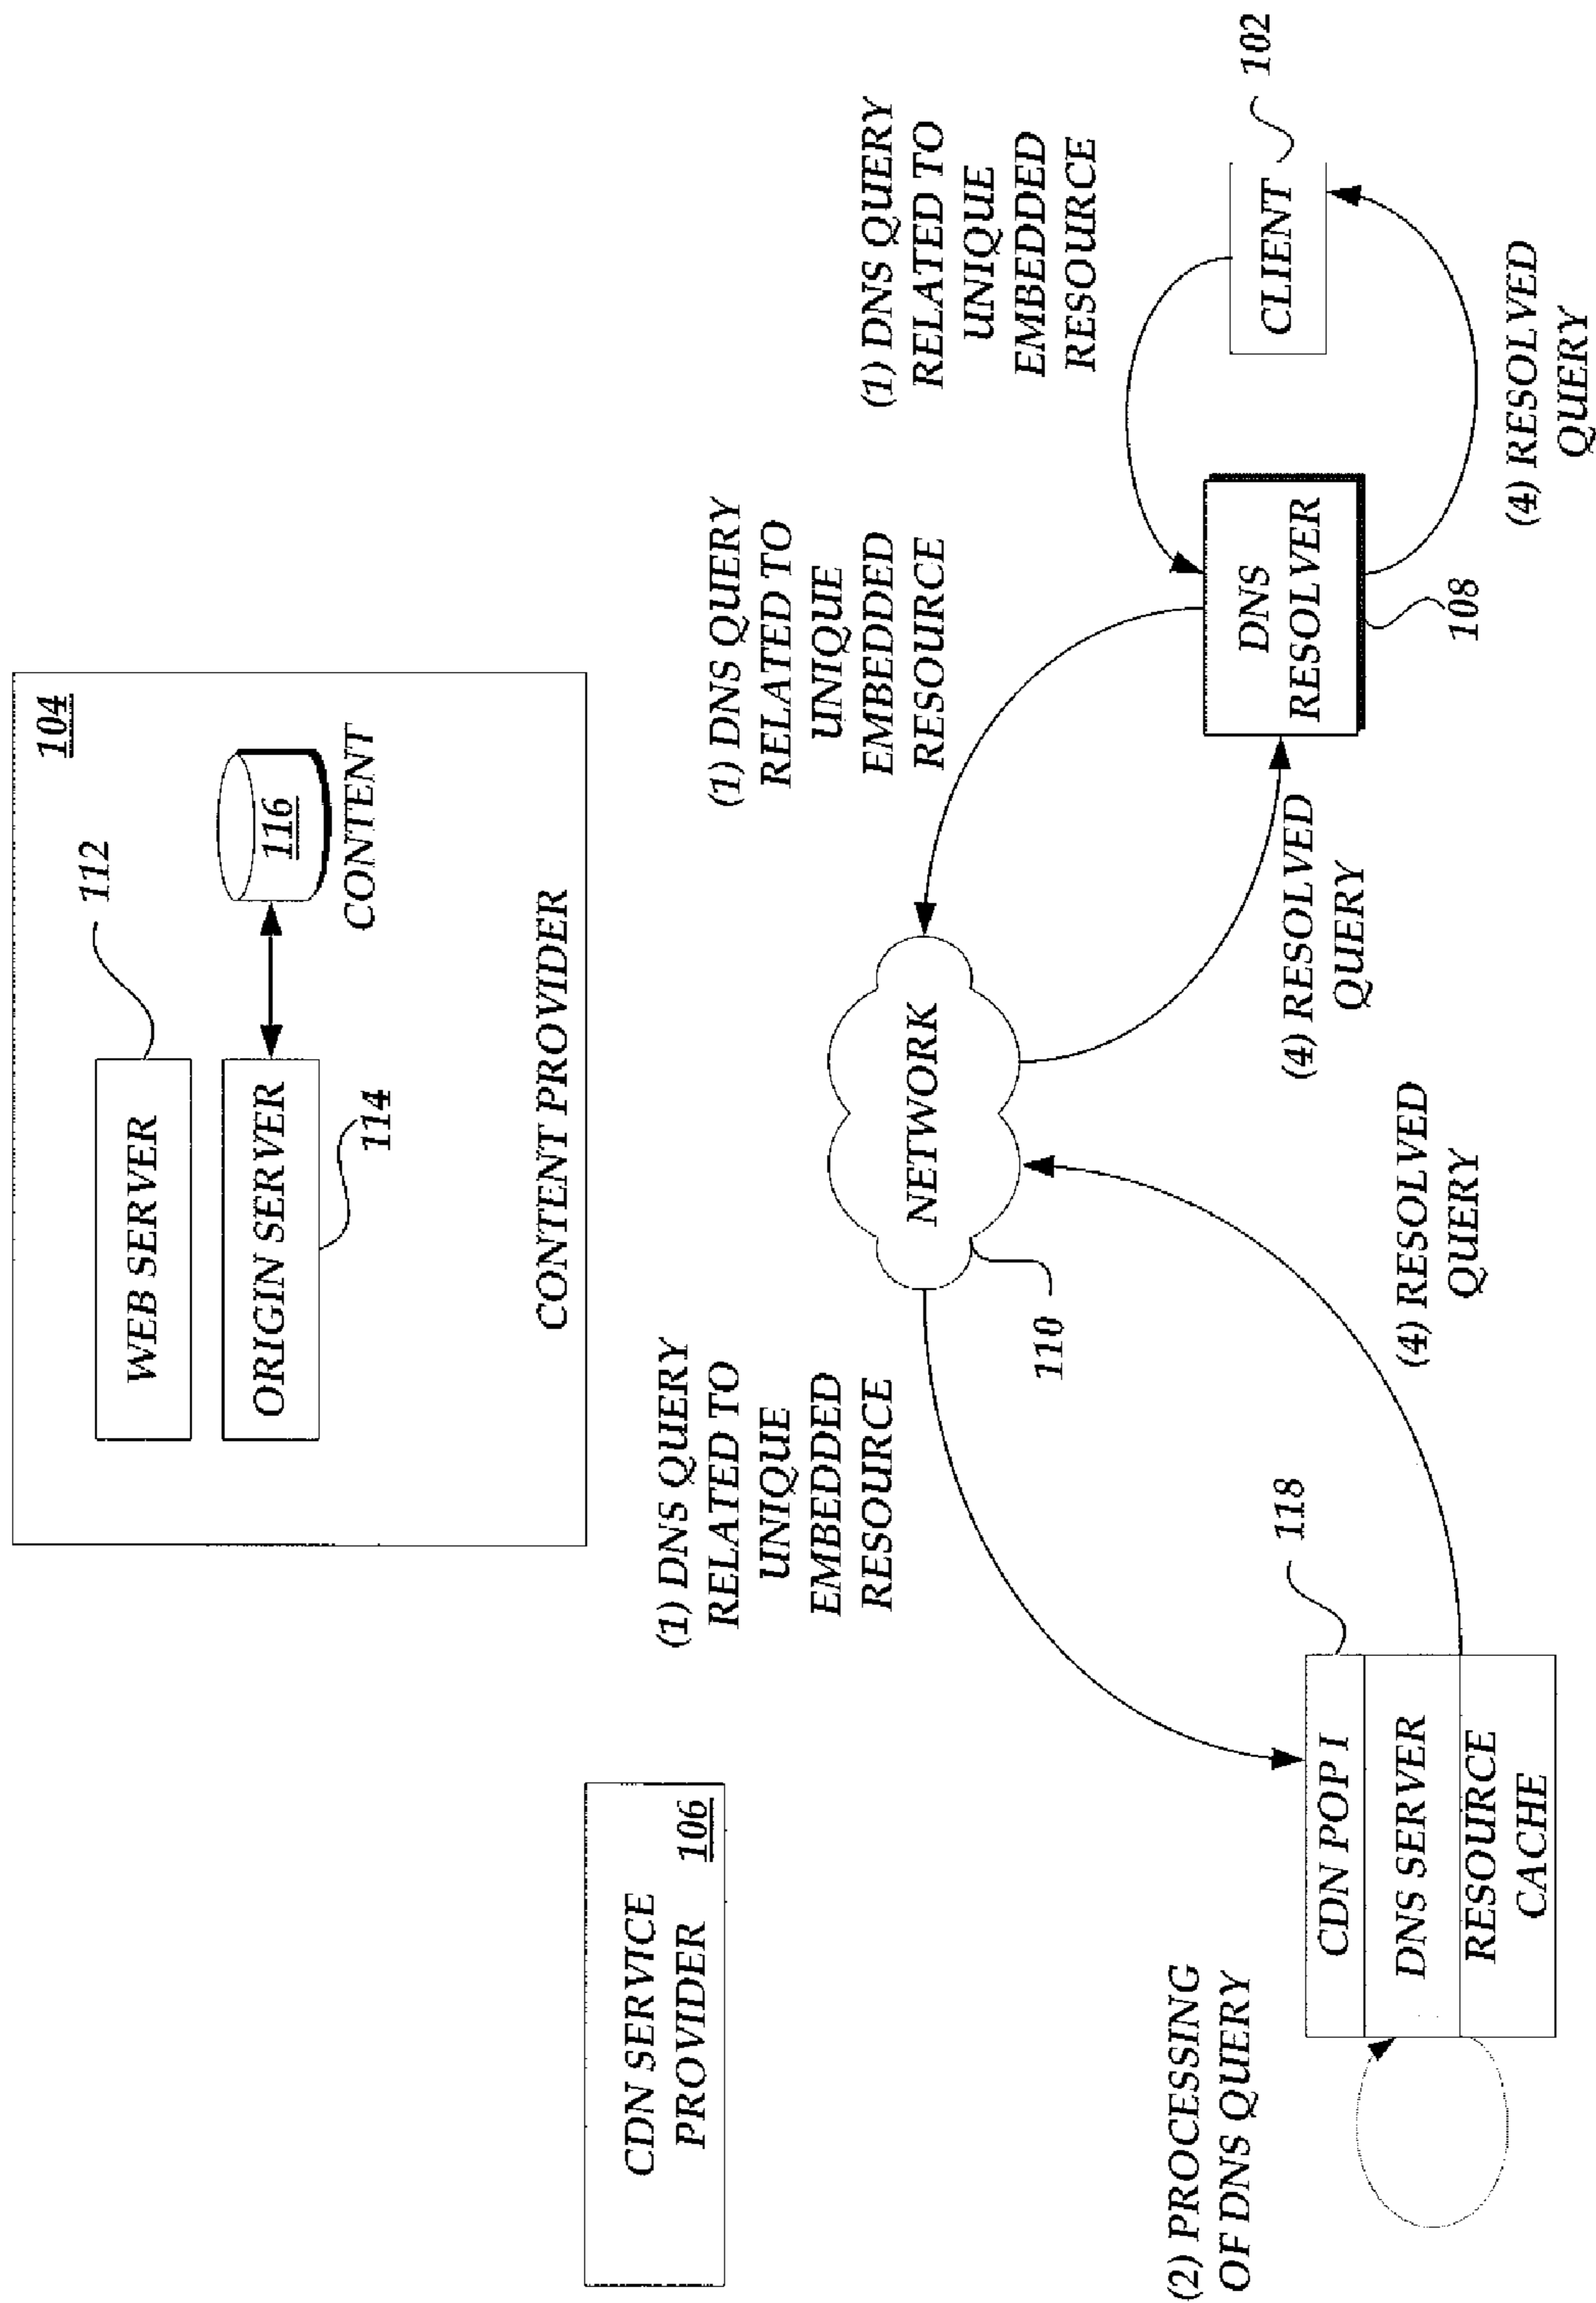 104
WEB SERVER
112
ORIGIN SERVER
116
114
CONTENT
CONTENT PROVIDER
CDN SERVICE
PROVIDER
106
(1) DNS QUERY
RELATED TO
UNIQUE
EMBEDDED
RESOURCE
(1) DNS QUERY
RELATED TO
UNIQUE
EMBEDDED
RESOURCE
(1) DNS QUERY
RELATED TO
UNIQUE
EMBEDDED
RESOURCE
NETWORK
110
102
CLIENT
DNS
RESOLVER
108
(2) PROCESSING
OF DNS QUERY
118
CDN POP I
DNS SERVER
RESOURCE
CACHE
(4) RESOLVED
QUERY
(4) RESOLVED
QUERY
(4) RESOLVED
QUERY